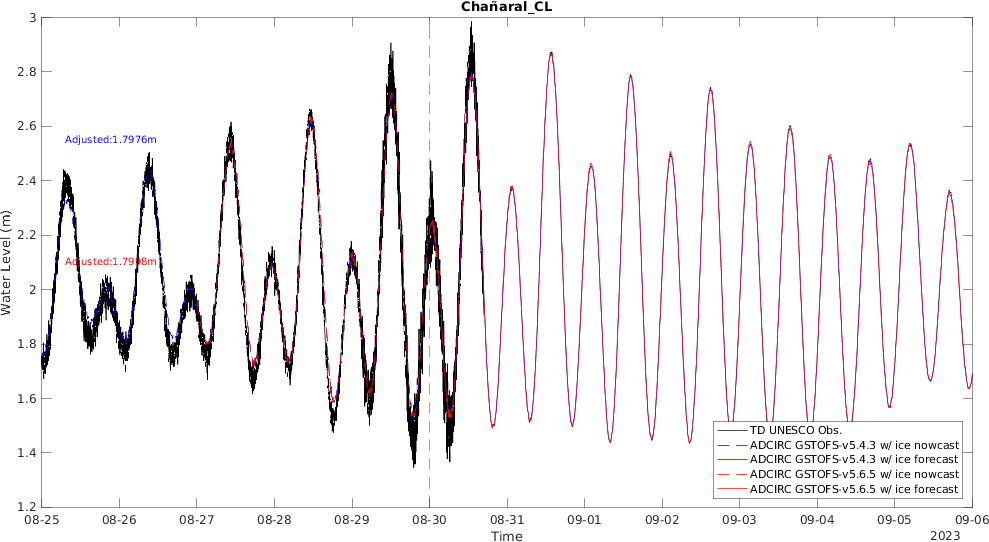 Chañaral_CL
3
2.8
2.6
2.4
2.2
2
1.8
1.6
1.4
1.2
Water Level (m)
Adjusted:1.7976m
Adjusted:1.7998m
TD UNESCO Obs.
ADCIRC GSTOFS-v5.4.3 w/ ice nowcast
ADCIRC GSTOFS-v5.4.3 w/ ice forecast
ADCIRC GSTOFS-v5.6.5 w/ ice nowcast
ADCIRC GSTOFS-v5.6.5 w/ ice forecast
08-25 08-26 08-27 08-28 08-29 08-30 08-31 09-01 09-02 09-03 09-04 09-05 09-06
Time
2023